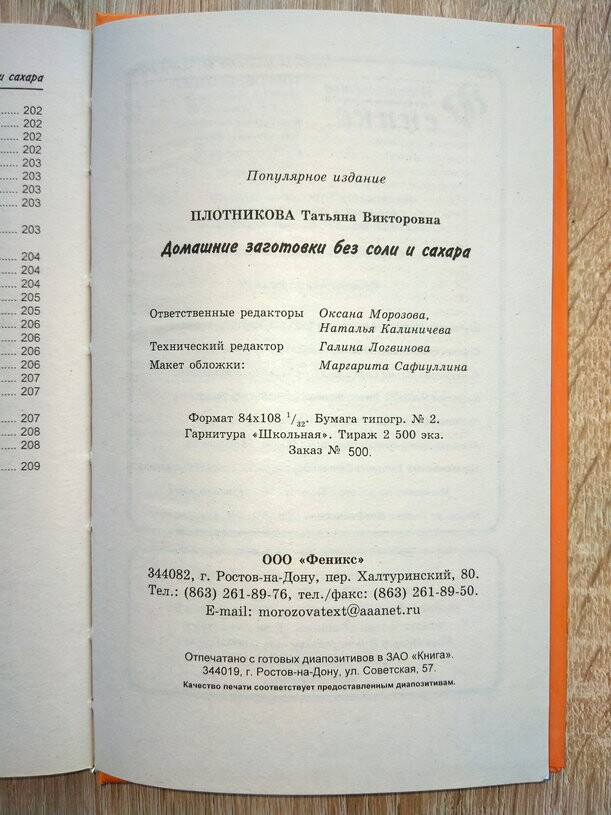 и сахара
202
202
202
202
203
203
203
203
203
204
204
204
205
205
206
206
206
206
207
207
207
208
208
209
Популярное издание
ПЛОТНИКОВА Татьяна Викторовна
Домашние заготовки без соли и сахара
Ответственные редакторы Оксана Морозова,
Наталья Калиничева
Технический редактор Галина Логвинова
Макет обложки: Маргарита Сафиуллина
Формат 84х108 1/32. Бумага типогр. № 2.
Гарнитура «Школьная». Тираж 2 500 экз.
Заказ № 500.
ООО «Феникс»
344082, г. Ростов-на-Дону, пер. Халтуринский, 80.
Тел.: (863) 261-89-76, тел./факс: (863) 261-89-50.
E-mail: morozovatext@aaanet.ru
Отпечатано с готовых диапозитивов в ЗАО «Книга».
344019, г. Ростов-на-Дону, ул. Советская, 57.
Качество печати соответствует предоставленным диапозитивам.